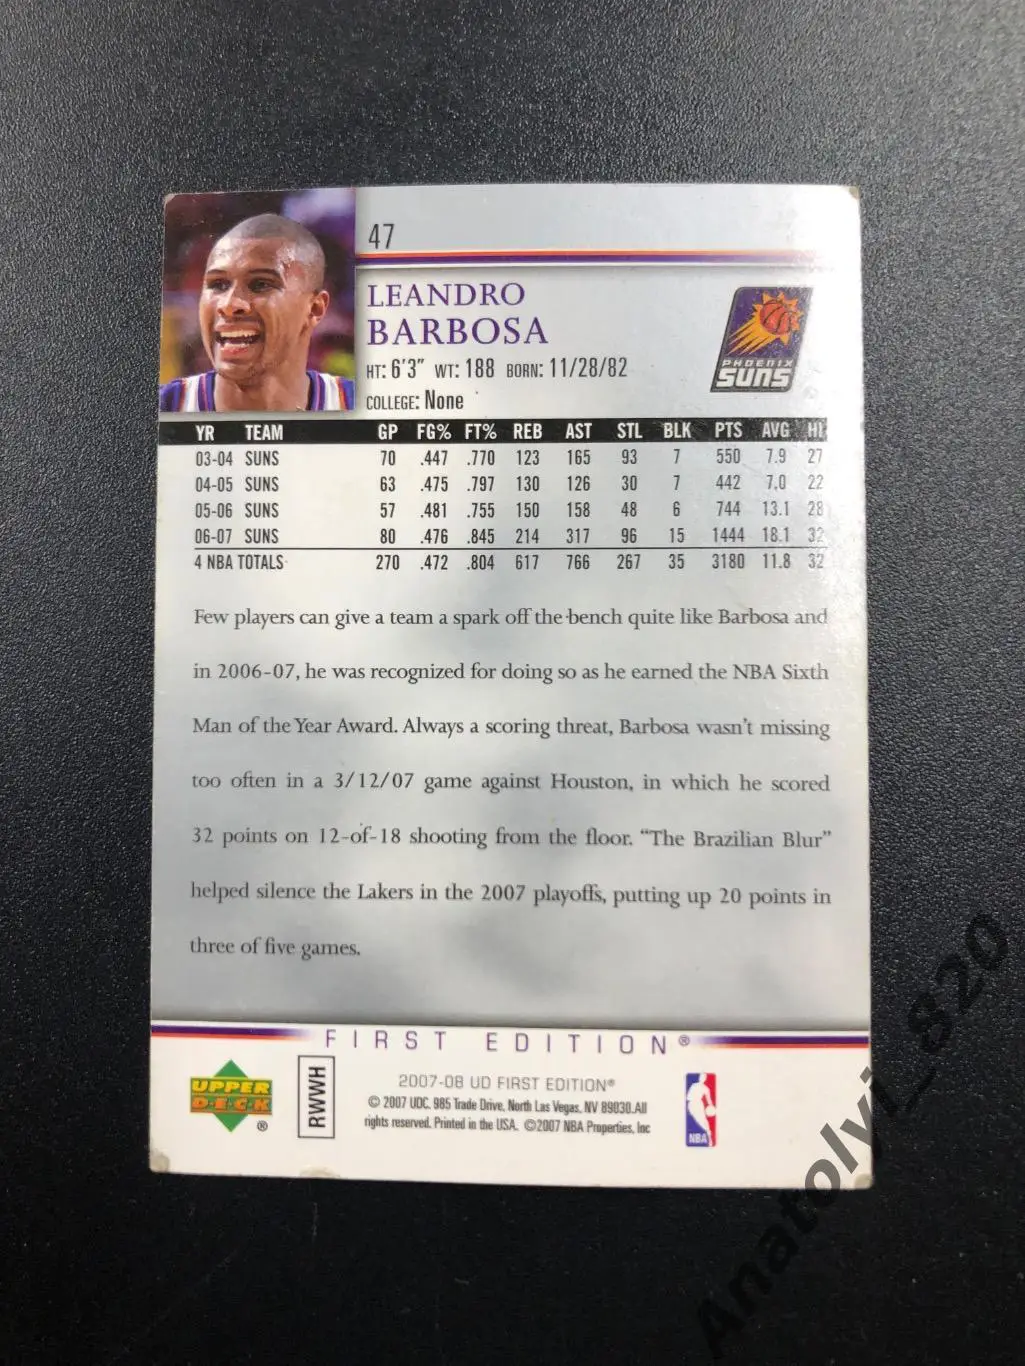 47
LEANDRO
BARBOSA
HT: 6'3" WT: 188 BORN: 11/28/82
COLLEGE: None
PHOENIX
SUNS
YR TEAM GP FG% FT% REB AST STL BLK PTS AVG HI
03-04 SUNS 70 .447 .770 123 165 93 7 550 7.9 27
04-05 SUNS 63 .475 .797 130 126 30 7 442 7.0 22
05-06 SUNS 57 .481 .755 150 158 48 6 744 13.1 28
06-07 SUNS 80 .476 .845 214 317 96 15 1444 18.1 32
4 NBA TOTALS 270 .472 .804 617 766 267 35 3180 11.8 32
Few players can give a team a spark off the bench quite like Barbosa and
in 2006-07, he was recognized for doing so as he earned the NBA Sixth
Man of the Year Award. Always a scoring threat, Barbosa wasn't missing
too often in a 3/12/07 game against Houston, in which he scored
32 points on 12-of-18 shooting from the floor. "The Brazilian Blur"
helped silence the Lakers in the 2007 playoffs, putting up 20 points in
three of five games.
FIRST EDITION®
UPPER
DECK
®
RWWH
2007-08 UD FIRST EDITION®
© 2007 UDC. 985 Trade Drive, North Las Vegas, NV 89030. All
rights reserved. Printed in the USA. ©2007 NBA Properties, Inc
NBA
Anatolyi_820